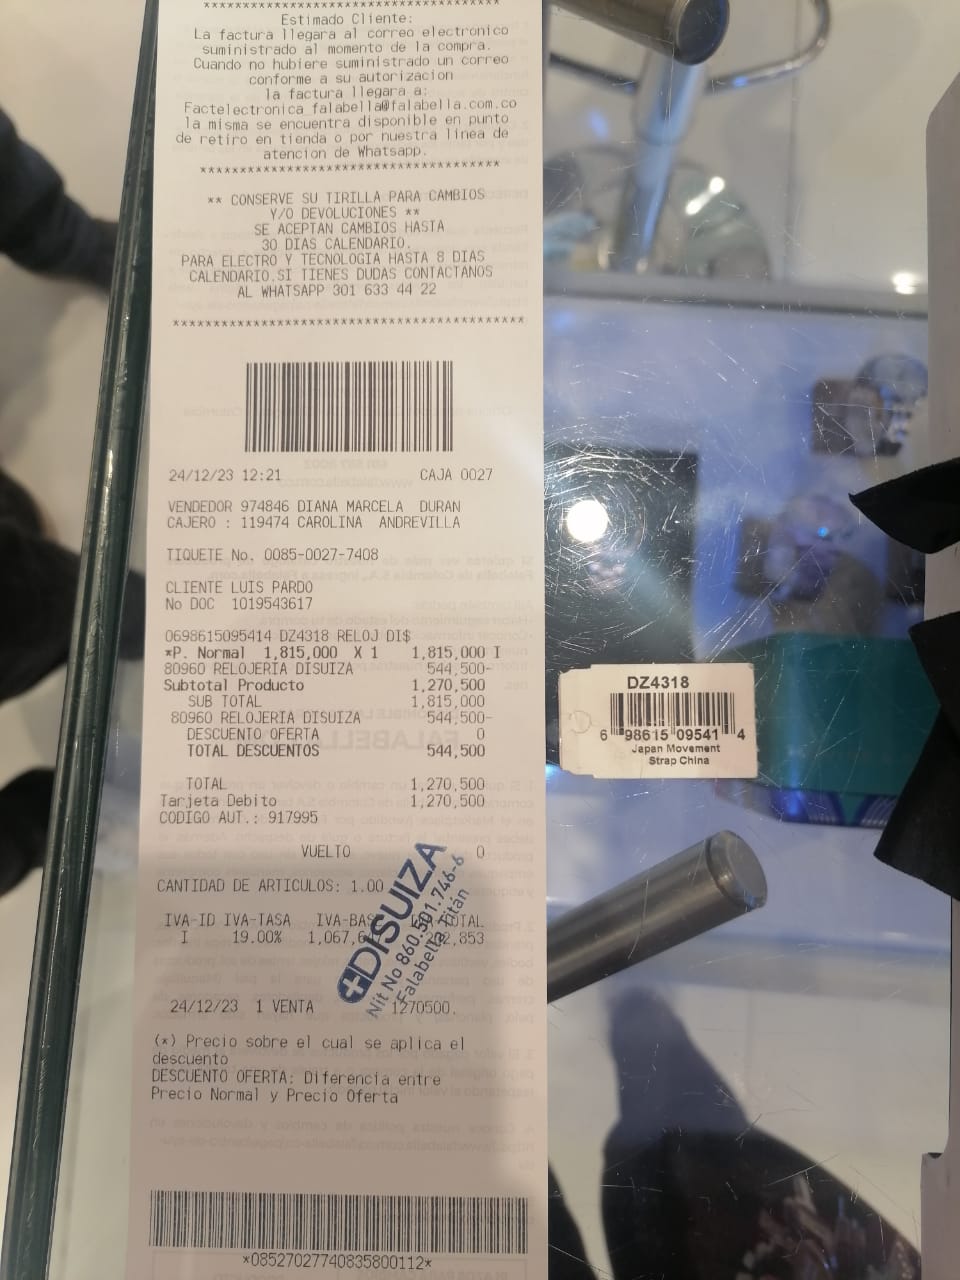 ***********************************
Estimado Cliente:
La factura llegara al correo electronico
suministrado al momento de la compra.
Cuando no hubiere suministrado un correo
conforme a su autorizacion
la factura llegara a:
Factelectronica_falabella@falabella.com.co
la misma se encuentra disponible en punto
de retiro en tienda o por nuestra linea de
atencion de Whatsapp.
***********************************
** CONSERVE SU TIRILLA PARA CAMBIOS
Y/O DEVOLUCIONES **
SE ACEPTAN CAMBIOS HASTA
30 DIAS CALENDARIO.
PARA ELECTRO Y TECNOLOGIA HASTA 8 DIAS
CALENDARIO.SI TIENES DUDAS CONTACTANOS
AL WHATSAPP 301 633 44 22
*****************************************
24/12/23 12:21 CAJA 0027
VENDEDOR 974846 DIANA MARCELA DURAN
CAJERO : 119474 CAROLINA ANDREVILLA
TIQUETE No. 0085-0027-7408
CLIENTE LUIS PARDO
No DOC 1019543617
0698615095414 DZ4318 RELOJ DI$
*P. Normal 1,815,000 X 1 1,815,000 I
80960 RELOJERIA DISUIZA 544,500-
Subtotal Producto 1,270,500
SUB TOTAL 1,815,000
80960 RELOJERIA DISUIZA 544,500-
DESCUENTO OFERTA 0
TOTAL DESCUENTOS 544,500
TOTAL 1,270,500
Tarjeta Debito 1,270,500
CODIGO AUT.: 917995
VUELTO 0
CANTIDAD DE ARTICULOS: 1.00
IVA-ID IVA-TASA
I 19.00%
DISUIZA
Nit No 860.501.746-6
Falabella Titán
24/12/23 1 VENTA 1270500.
(*) Precio sobre el cual se aplica el
descuento
DESCUENTO OFERTA: Diferencia entre
Precio Normal y Precio Oferta
*08527027740835800112*
DZ4318
6 98615 09541 4
Japan Movement
Strap China